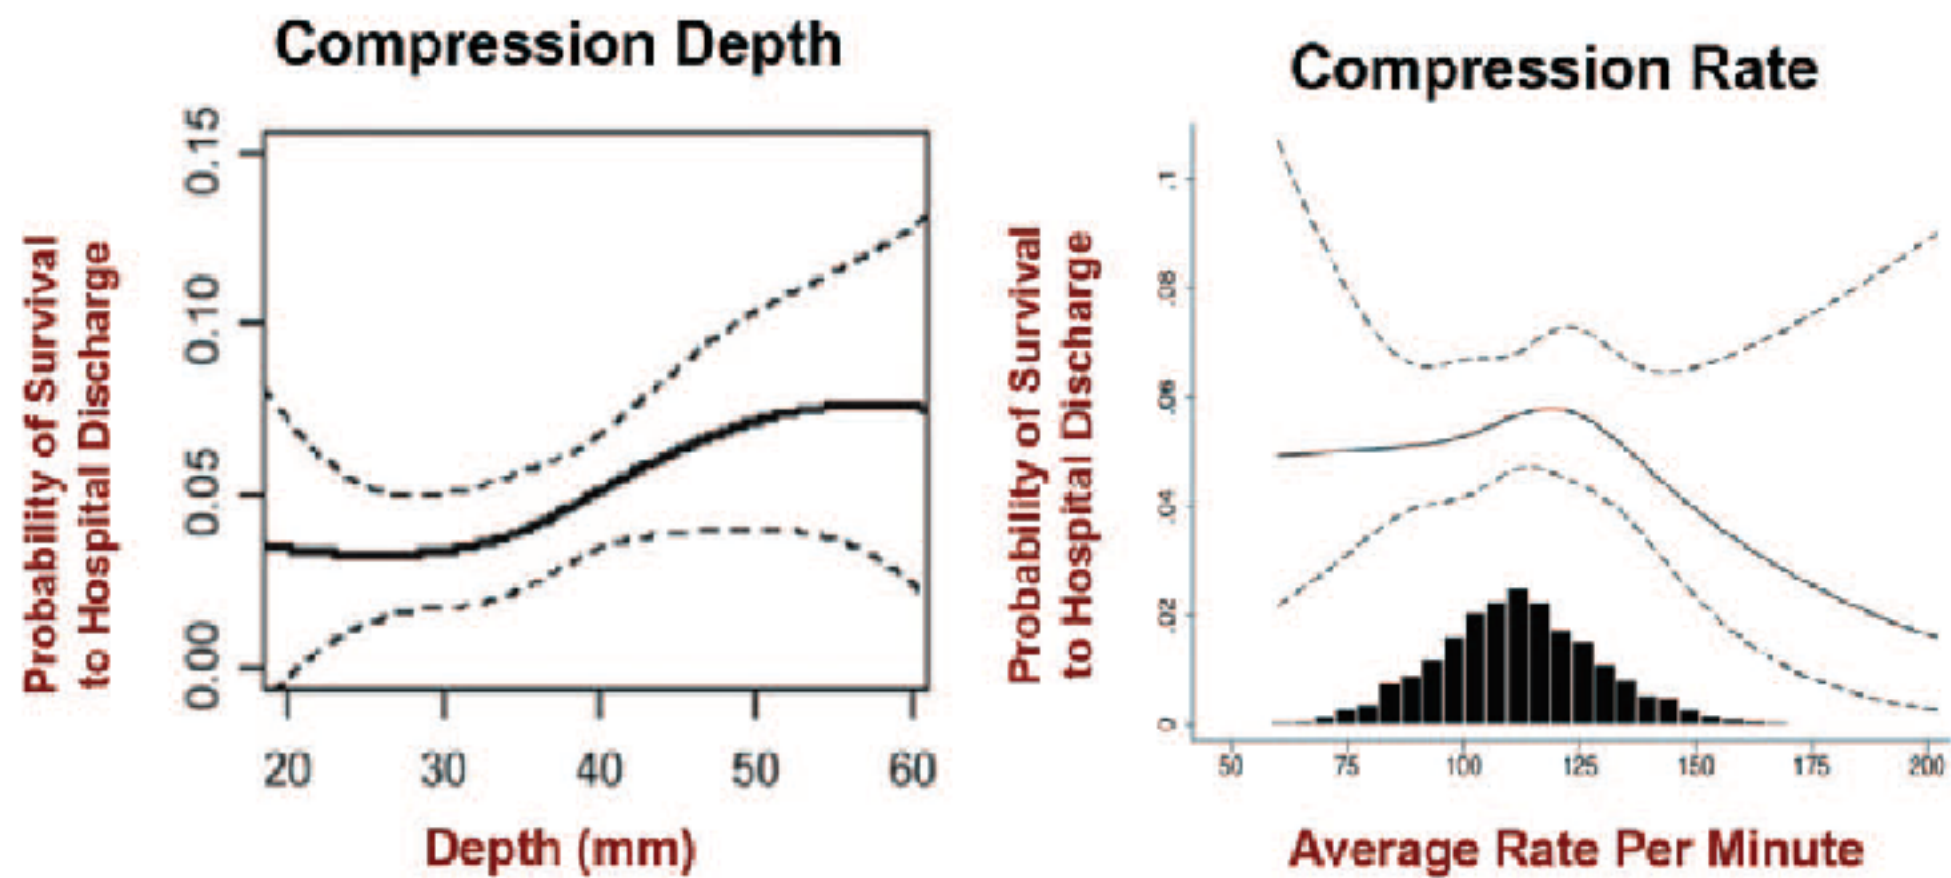 Compression Depth
Probability of Survival
to Hospital Discharge
0.15
0.10
0.05
0.00
20 30 40 50 60
Depth (mm)
Compression Rate
Probability of Survival
to Hospital Discharge
.1
.08
.06
.04
.02
0
50 75 100 125 150 175 200
Average Rate Per Minute